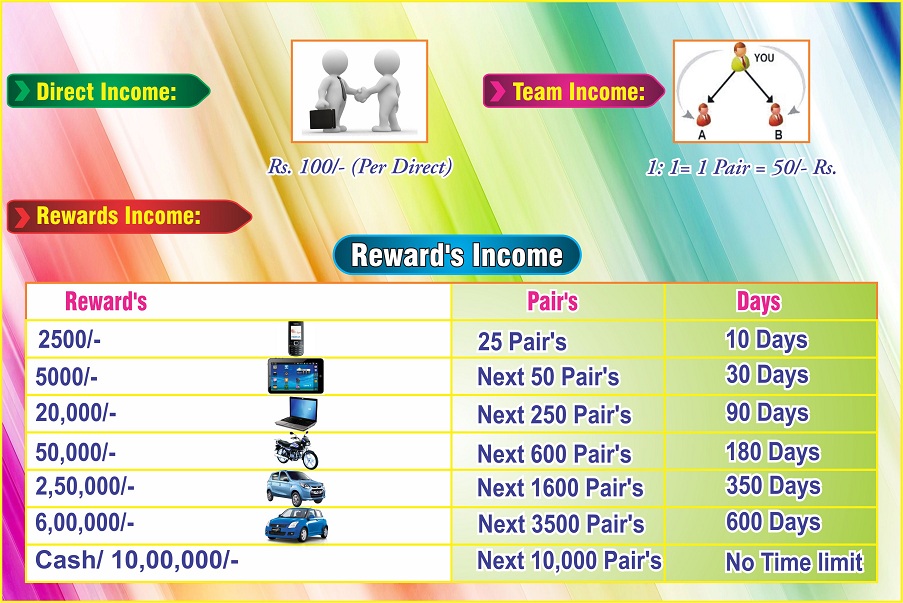 Direct Income:
Team Income:
YOU
A B
Rs. 100/- (Per Direct)
1: 1= 1 Pair = 50/- Rs.
Rewards Income:
Reward's Income
Reward's Pair's Days
2500/- 25 Pair's 10 Days
5000/- Next 50 Pair's 30 Days
20,000/- Next 250 Pair's 90 Days
50,000/- Next 600 Pair's 180 Days
2,50,000/- Next 1600 Pair's 350 Days
6,00,000/- Next 3500 Pair's 600 Days
Cash/ 10,00,000/- Next 10,000 Pair's No Time limit